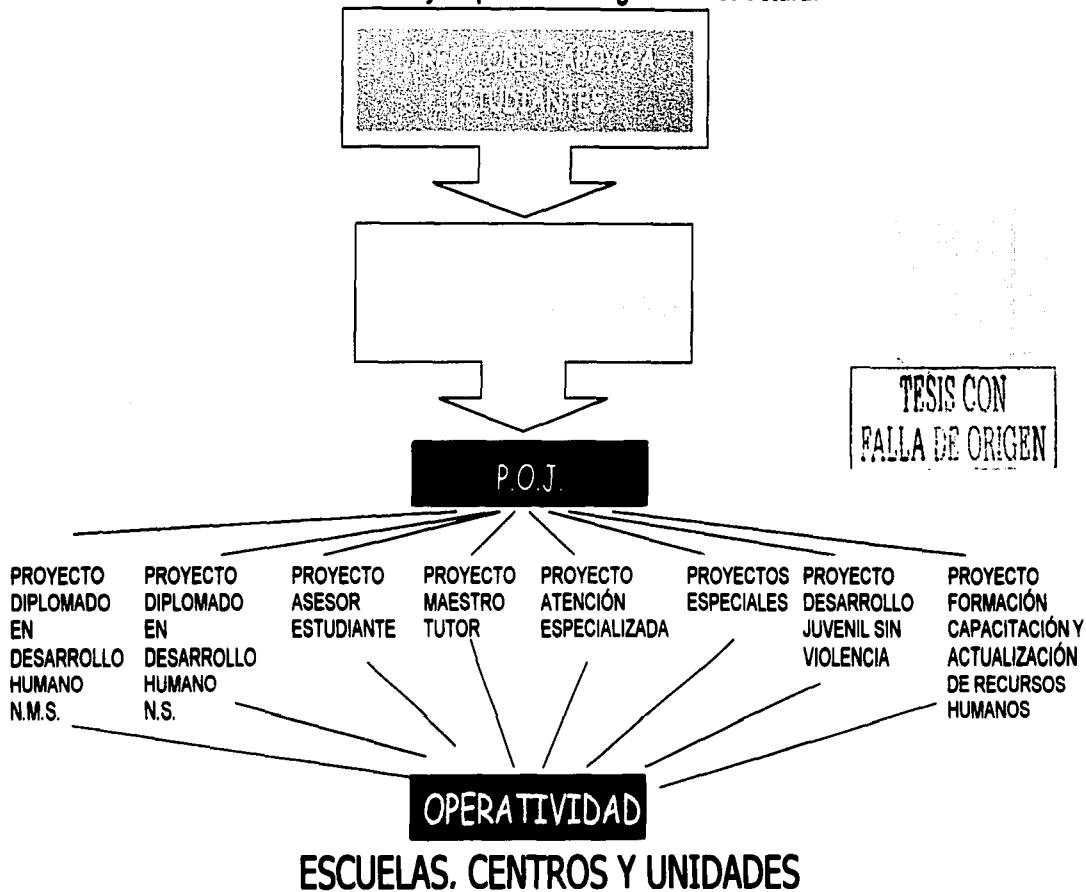 DIRECCIÓN DE APOYO A
ESTUDIANTES
TESIS CON
FALLA DE ORIGEN
P.O.J.
PROYECTO
DIPLOMADO
EN
DESARROLLO
HUMANO
N.M.S.
PROYECTO
DIPLOMADO
EN
DESARROLLO
HUMANO
N.S.
PROYECTO
ASESOR
ESTUDIANTE
PROYECTO
MAESTRO
TUTOR
PROYECTO
ATENCIÓN
ESPECIALIZADA
PROYECTOS
ESPECIALES
PROYECTO
DESARROLLO
JUVENIL SIN
VIOLENCIA
PROYECTO
FORMACIÓN
CAPACITACIÓN Y
ACTUALIZACIÓN
DE RECURSOS
HUMANOS
OPERATIVIDAD
ESCUELAS, CENTROS Y UNIDADES